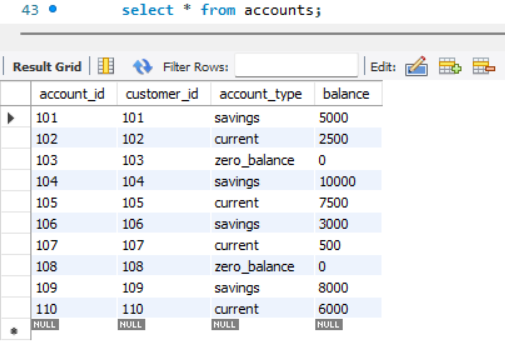 43 select * from accounts;
Result Grid Filter Rows: Edit:
account_id customer_id account_type balance
101 101 savings 5000
102 102 current 2500
103 103 zero_balance 0
104 104 savings 10000
105 105 current 7500
106 106 savings 3000
107 107 current 500
108 108 zero_balance 0
109 109 savings 8000
110 110 current 6000
NULL NULL NULL NULL